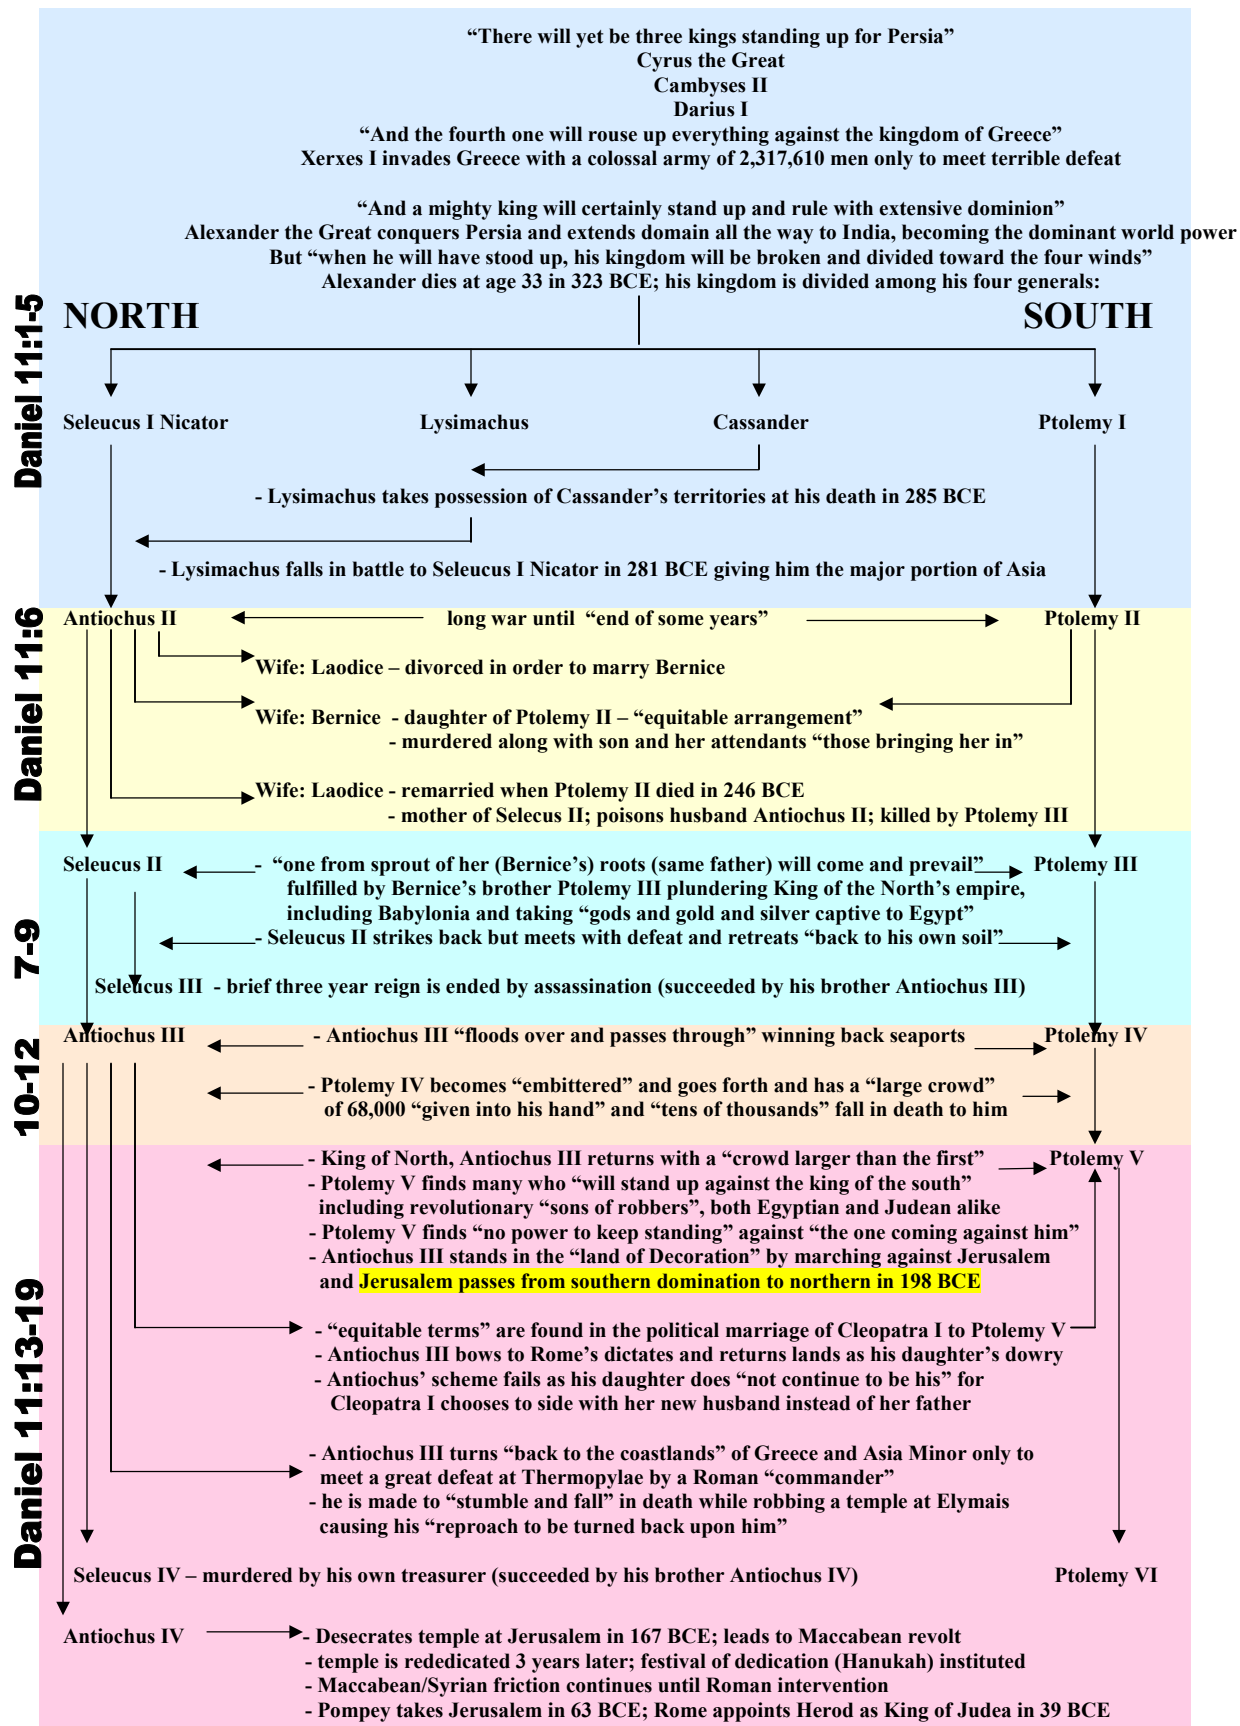 “There will yet be three kings standing up for Persia”
Cyrus the Great
Cambyses II
Darius I
“And the fourth one will rouse up everything against the kingdom of Greece”
Xerxes I invades Greece with a colossal army of 2,317,610 men only to meet terrible defeat
“And a mighty king will certainly stand up and rule with extensive dominion”
Alexander the Great conquers Persia and extends domain all the way to India, becoming the dominant world power
But “when he will have stood up, his kingdom will be broken and divided toward the four winds”
Alexander dies at age 33 in 323 BCE; his kingdom is divided among his four generals:
Daniel 11:1-5
NORTH SOUTH
Seleucus I Nicator Lysimachus Cassander Ptolemy I
- Lysimachus takes possession of Cassander’s territories at his death in 285 BCE
- Lysimachus falls in battle to Seleucus I Nicator in 281 BCE giving him the major portion of Asia
Daniel 11:6
Antiochus II long war until “end of some years” Ptolemy II
Wife: Laodice – divorced in order to marry Bernice
Wife: Bernice - daughter of Ptolemy II – “equitable arrangement”
- murdered along with son and her attendants “those bringing her in”
Wife: Laodice - remarried when Ptolemy II died in 246 BCE
- mother of Selecus II; poisons husband Antiochus II; killed by Ptolemy III
7-9
Seleucus II - “one from sprout of her (Bernice’s) roots (same father) will come and prevail” Ptolemy III
fulfilled by Bernice’s brother Ptolemy III plundering King of the North’s empire,
including Babylonia and taking “gods and gold and silver captive to Egypt”
- Seleucus II strikes back but meets with defeat and retreats “back to his own soil”
Seleucus III - brief three year reign is ended by assassination (succeeded by his brother Antiochus III)
10-12
Antiochus III - Antiochus III “floods over and passes through” winning back seaports Ptolemy IV
- Ptolemy IV becomes “embittered” and goes forth and has a “large crowd”
of 68,000 “given into his hand” and “tens of thousands” fall in death to him
Daniel 11:13-19
- King of North, Antiochus III returns with a “crowd larger than the first” Ptolemy V
- Ptolemy V finds many who “will stand up against the king of the south”
including revolutionary “sons of robbers”, both Egyptian and Judean alike
- Ptolemy V finds “no power to keep standing” against “the one coming against him”
- Antiochus III stands in the “land of Decoration” by marching against Jerusalem
and Jerusalem passes from southern domination to northern in 198 BCE
- “equitable terms” are found in the political marriage of Cleopatra I to Ptolemy V
- Antiochus III bows to Rome’s dictates and returns lands as his daughter’s dowry
- Antiochus’ scheme fails as his daughter does “not continue to be his” for
Cleopatra I chooses to side with her new husband instead of her father
- Antiochus III turns “back to the coastlands” of Greece and Asia Minor only to
meet a great defeat at Thermopylae by a Roman “commander”
- he is made to “stumble and fall” in death while robbing a temple at Elymais
causing his “reproach to be turned back upon him”
Seleucus IV – murdered by his own treasurer (succeeded by his brother Antiochus IV) Ptolemy VI
Antiochus IV - Desecrates temple at Jerusalem in 167 BCE; leads to Maccabean revolt
- temple is rededicated 3 years later; festival of dedication (Hanukah) instituted
- Maccabean/Syrian friction continues until Roman intervention
- Pompey takes Jerusalem in 63 BCE; Rome appoints Herod as King of Judea in 39 BCE